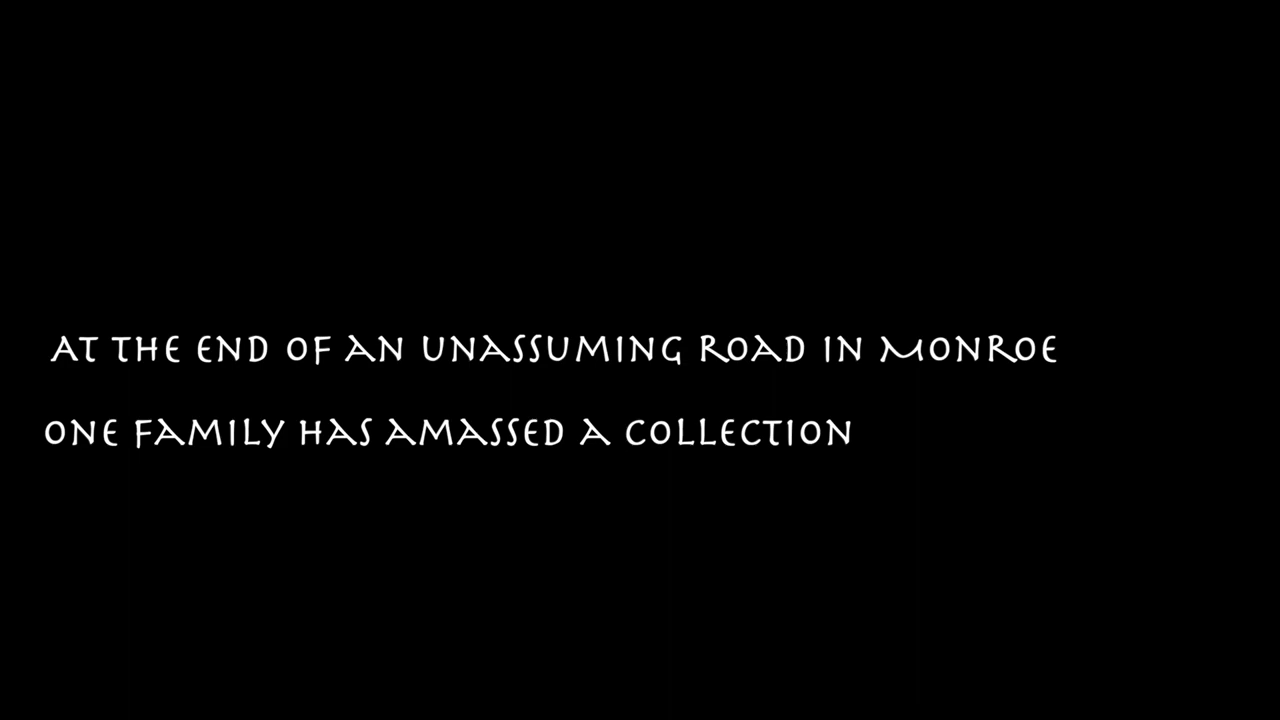 At the end of an unassuming road in Monroe
one family has amassed a collection